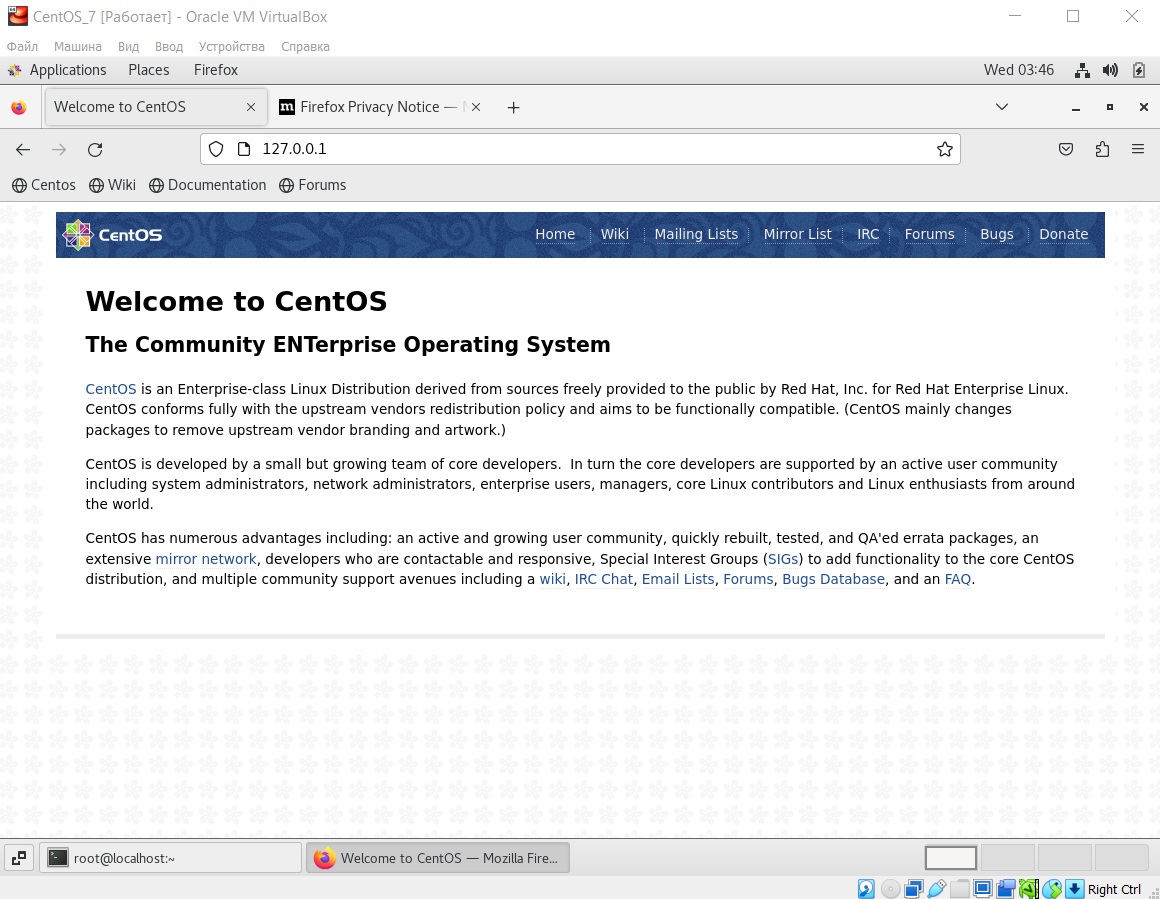 CentOS_7 [Работает] - Oracle VM VirtualBox
Файл Машина Вид Ввод Устройства Справка
Applications Places Firefox Wed 03:46
Welcome to CentOS Firefox Privacy Notice —
127.0.0.1
Centos Wiki Documentation Forums
CentOS Home Wiki Mailing Lists Mirror List IRC Forums Bugs Donate
Welcome to CentOS
The Community ENTerprise Operating System
CentOS is an Enterprise-class Linux Distribution derived from sources freely provided to the public by Red Hat, Inc. for Red Hat Enterprise Linux.
CentOS conforms fully with the upstream vendors redistribution policy and aims to be functionally compatible. (CentOS mainly changes
packages to remove upstream vendor branding and artwork.)
CentOS is developed by a small but growing team of core developers.  In turn the core developers are supported by an active user community
including system administrators, network administrators, enterprise users, managers, core Linux contributors and Linux enthusiasts from around
the world.
CentOS has numerous advantages including: an active and growing user community, quickly rebuilt, tested, and QA'ed errata packages, an
extensive mirror network, developers who are contactable and responsive, Special Interest Groups (SIGs) to add functionality to the core CentOS
distribution, and multiple community support avenues including a wiki, IRC Chat, Email Lists, Forums, Bugs Database, and an FAQ.
root@localhost:~ Welcome to CentOS — Mozilla Fire...
Right Ctrl